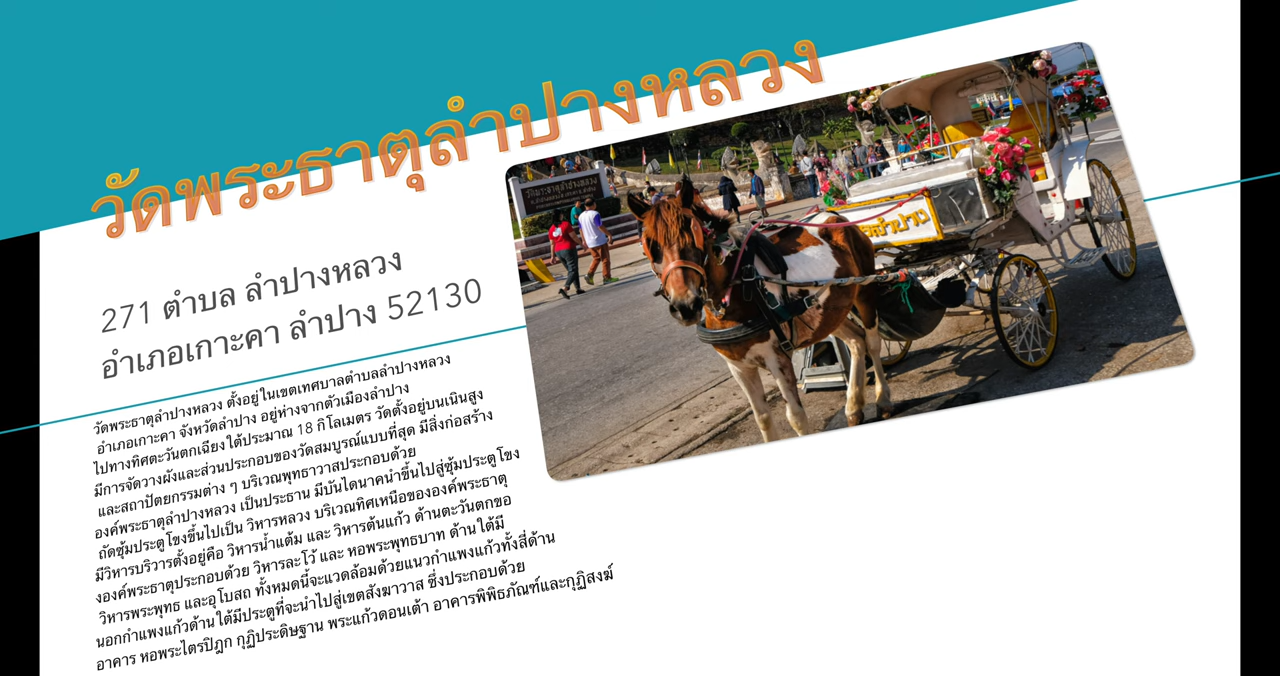 วัดพระธาตุลำปางหลวง
271 ตำบล ลำปางหลวง
อำเภอเกาะคา ลำปาง 52130
วัดพระธาตุลำปางหลวง ตั้งอยู่ในเขตเทศบาลตำบลลำปางหลวง
อำเภอเกาะคา จังหวัดลำปาง อยู่ห่างจากตัวเมืองลำปาง
ไปทางทิศตะวันตกเฉียงใต้ประมาณ 18 กิโลเมตร วัดตั้งอยู่บนเนินสูง
มีการจัดวางผังและส่วนประกอบของวัดสมบูรณ์แบบที่สุด มีสิ่งก่อสร้าง
และสถาปัตยกรรมต่าง ๆ บริเวณพุทธาวาสประกอบด้วย
องค์พระธาตุลำปางหลวง เป็นประธาน มีบันไดนาคนำขึ้นไปสู่ซุ้มประตูโขง
ถัดซุ้มประตูโขงขึ้นไปเป็น วิหารหลวง บริเวณทิศเหนือขององค์พระธาตุ
มีวิหารบริวารตั้งอยู่คือ วิหารน้ำแต้ม และ วิหารต้นแก้ว ด้านตะวันตกขอ
งองค์พระธาตุประกอบด้วย วิหารละโว้ และ หอพระพุทธบาท ด้านใต้มี
วิหารพระพุทธ และอุโบสถ ทั้งหมดนี้จะแวดล้อมด้วยแนวกำแพงแก้วทั้งสี่ด้าน
นอกกำแพงแก้วด้านใต้มีประตูที่จะนำไปสู่เขตสังฆาวาส ซึ่งประกอบด้วย
อาคาร หอพระไตรปิฎก กุฏิประดิษฐาน พระแก้วดอนเต้า อาคารพิพิธภัณฑ์และกุฏิสงฆ์
วัดพระธาตุลำปางหลวง
ลำปาง